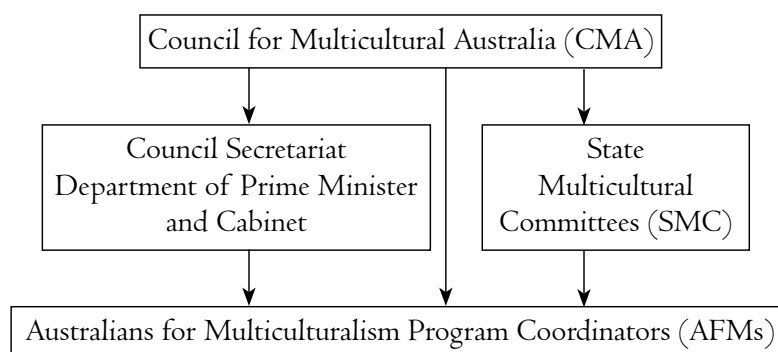 Council for Multicultural Australia (CMA)
Council Secretariat
Department of Prime Minister
and Cabinet
State
Multicultural
Committees (SMC)
Australians for Multiculturalism Program Coordinators (AFMs)